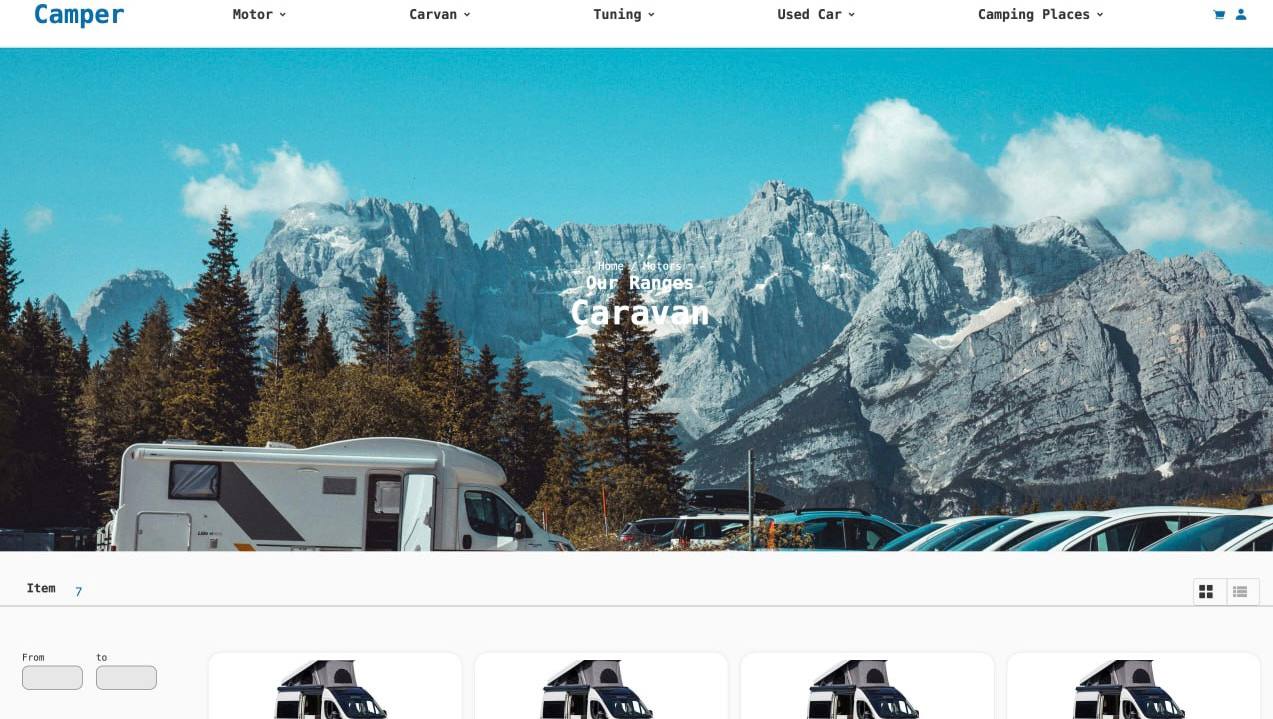 Camper
Motor
Carvan
Tuning
Used Car
Camping Places
Home / Motors
Our Ranges
Caravan
Item 7
From
to